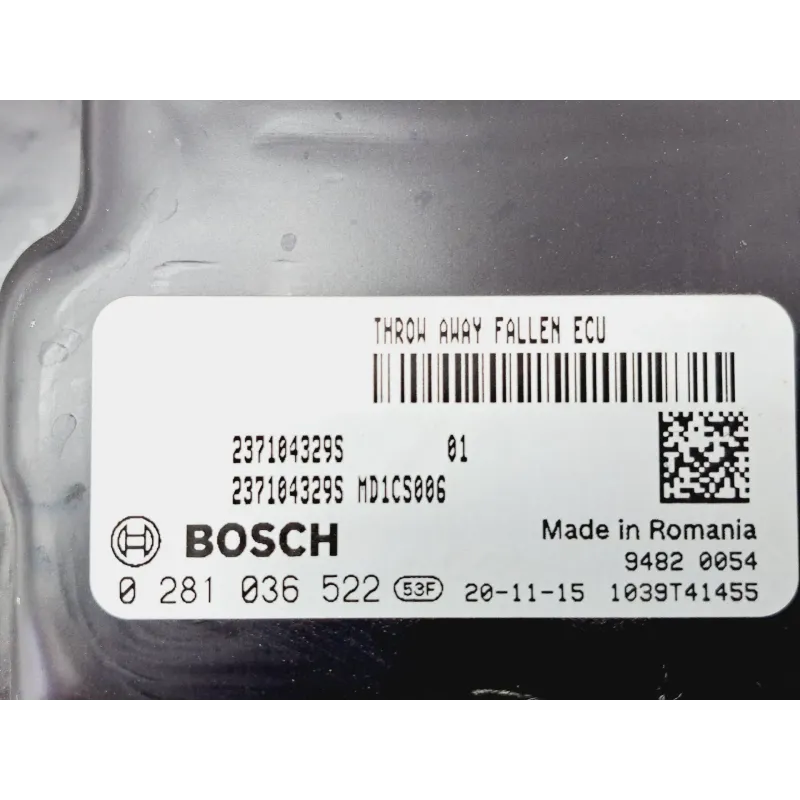 THROW AWAY FALLEN ECU
237104329S 01
237104329S MD1CS006
BOSCH
Made in Romania
9482 0054
0 281 036 522 53F 20-11-15 1039T41455